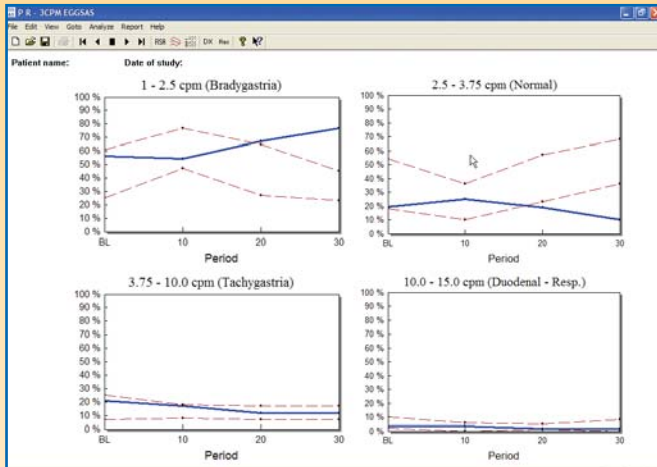 P R - 3CPM EGGSAS
File Edit View Goto Analyze Report Help
RSA DX Rec
Patient name: Date of study:
1 - 2.5 cpm (Bradygastria)
100 %
90 %
80 %
70 %
60 %
50 %
40 %
30 %
20 %
10 %
0 %
BL 10 20 30
Period
2.5 - 3.75 cpm (Normal)
100 %
90 %
80 %
70 %
60 %
50 %
40 %
30 %
20 %
10 %
0 %
BL 10 20 30
Period
3.75 - 10.0 cpm (Tachygastria)
100 %
90 %
80 %
70 %
60 %
50 %
40 %
30 %
20 %
10 %
0 %
BL 10 20 30
Period
10.0 - 15.0 cpm (Duodenal - Resp.)
100 %
90 %
80 %
70 %
60 %
50 %
40 %
30 %
20 %
10 %
0 %
BL 10 20 30
Period